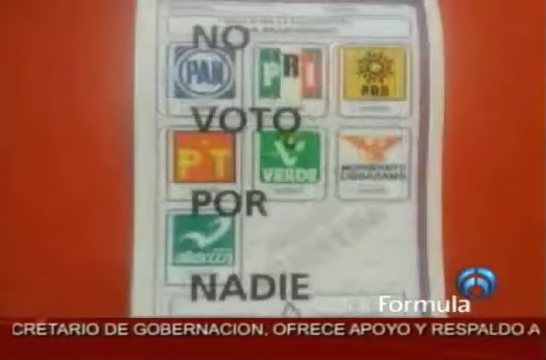 NO
PAN
PRI
PRD
VOTO
PT
VERDE
MOVIMIENTO
CIUDADANO
POR
NADIE
Formula
CRETARIO DE GOBERNACION, OFRECE APOYO Y RESPALDO A